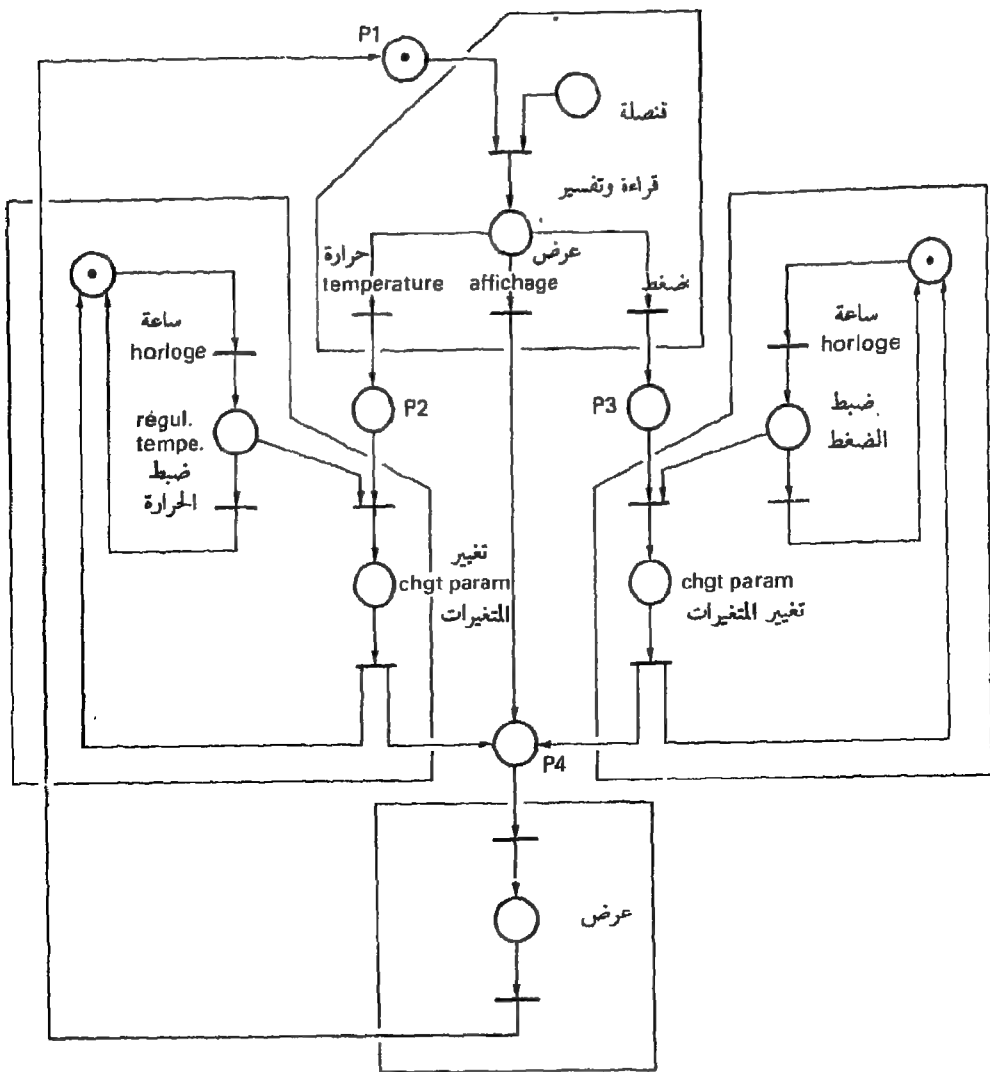 P1
قنصلة
قراءة وتفسير
حرارة
عرض
temperature
affichage
ضغط
ساعة
horloge
ساعة
horloge
P2
P3
régul.
tempe.
ضبط
الحرارة
ضبط
الضغط
تغيير
chgt param
المتغيرات
chgt param
تغيير المتغيرات
P4
عرض